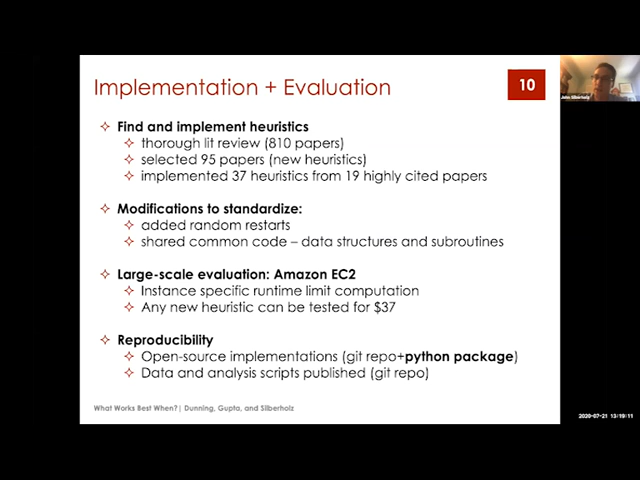 Implementation + Evaluation
10
Find and implement heuristics
thorough lit review (810 papers)
selected 95 papers (new heuristics)
implemented 37 heuristics from 19 highly cited papers
Modifications to standardize:
added random restarts
shared common code – data structures and subroutines
Large-scale evaluation: Amazon EC2
Instance specific runtime limit computation
Any new heuristic can be tested for $37
Reproducibility
Open-source implementations (git repo+python package)
Data and analysis scripts published (git repo)
What Works Best When?| Dunning, Gupta, and Silberholz
John Silberholz
2020-07-21 13:19:11